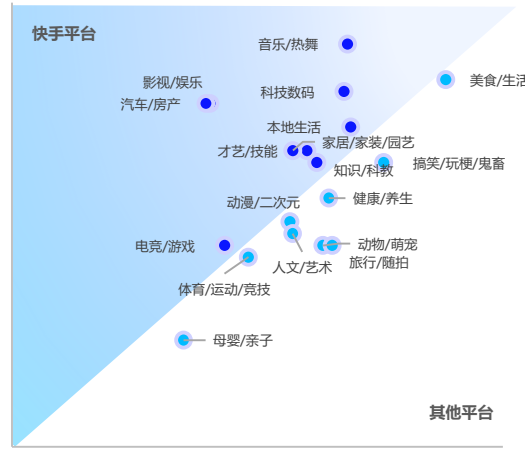 快手平台
音乐/热舞
美食/生活
影视/娱乐
科技数码
汽车/房产
本地生活
家居/家装/园艺
才艺/技能
搞笑/玩梗/鬼畜
知识/科教
健康/养生
动漫/二次元
电竞/游戏
动物/萌宠
旅行/随拍
人文/艺术
体育/运动/竞技
母婴/亲子
其他平台